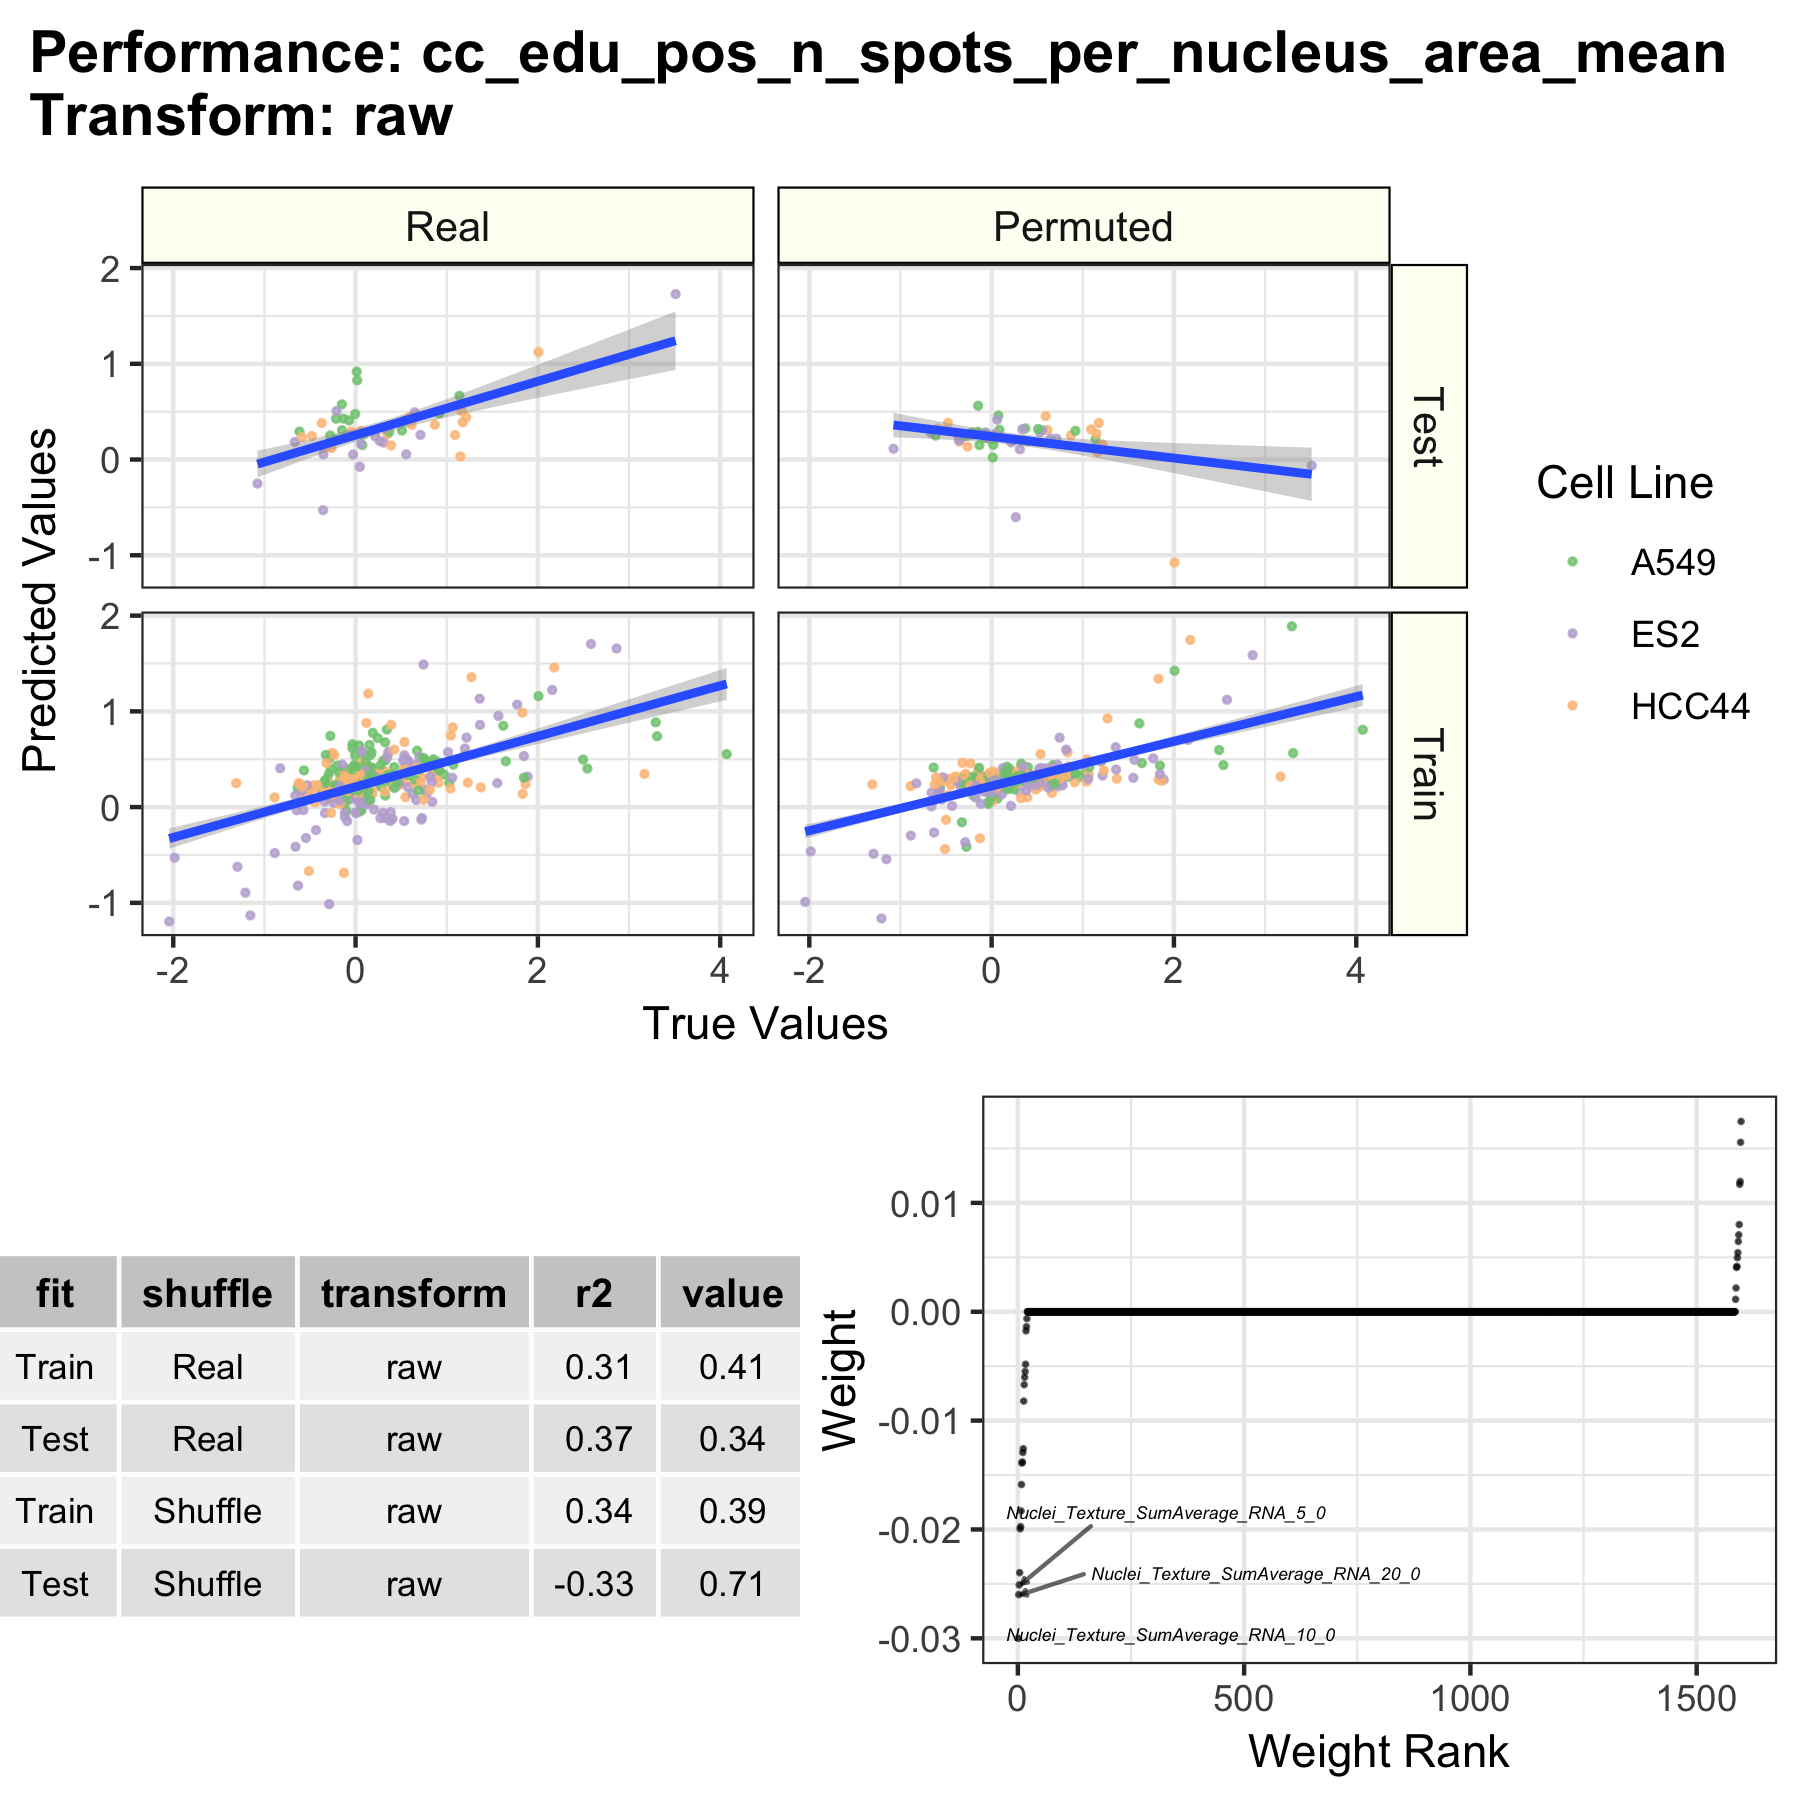 Performance: cc_edu_pos_n_spots_per_nucleus_area_mean
Transform: raw
Real
Permuted
2
1
0
-1
Test
2
1
0
-1
Train
Predicted Values
-2
0
2
4
-2
0
2
4
True Values
Cell Line
A549
ES2
HCC44
fit shuffle transform r2 value
Train Real raw 0.31 0.41
Test Real raw 0.37 0.34
Train Shuffle raw 0.34 0.39
Test Shuffle raw -0.33 0.71
Weight
0.01
0.00
-0.01
-0.02
-0.03
Nuclei_Texture_SumAverage_RNA_5_0
Nuclei_Texture_SumAverage_RNA_20_0
Nuclei_Texture_SumAverage_RNA_10_0
0
500
1000
1500
Weight Rank